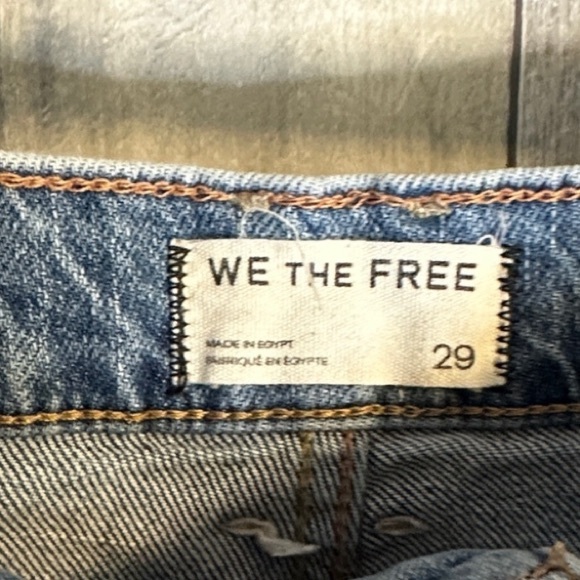 WE THE FREE
MADE IN EGYPT
FABRIQUÉ EN ÉGYPTE
29